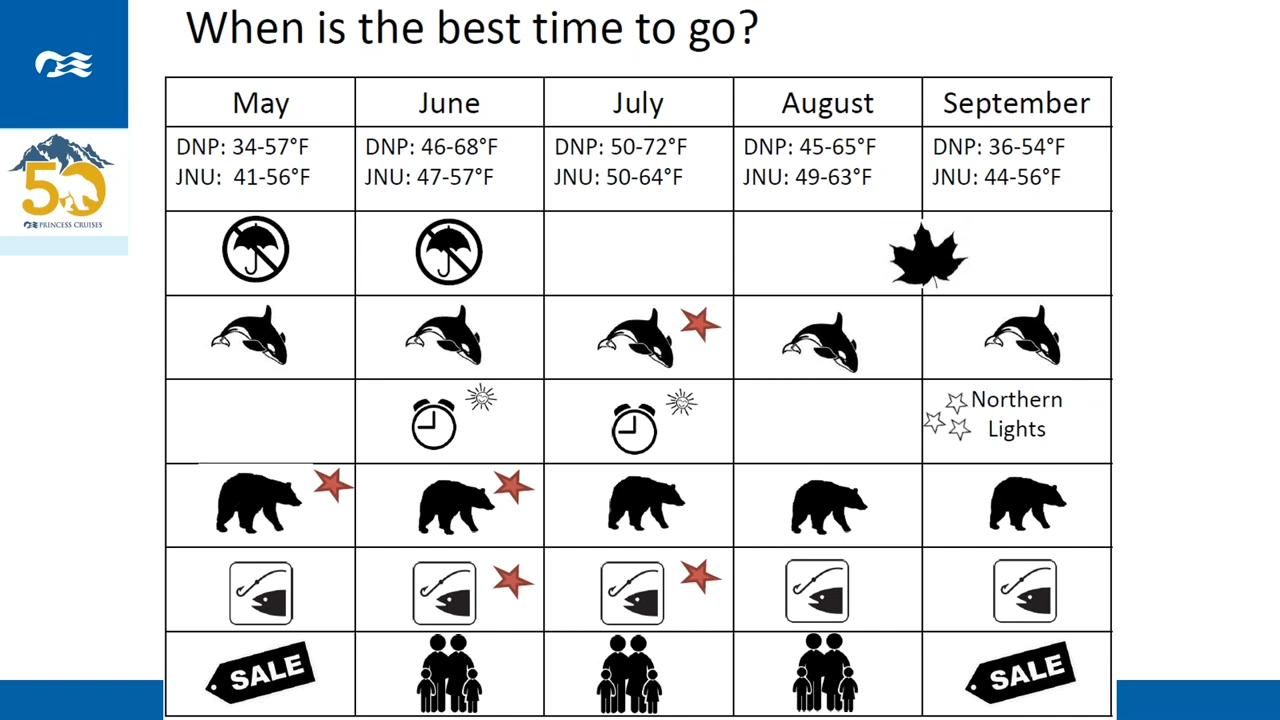 When is the best time to go?
May June July August September
DNP: 34-57°F DNP: 46-68°F DNP: 50-72°F DNP: 45-65°F DNP: 36-54°F
JNU: 41-56°F JNU: 47-57°F JNU: 50-64°F JNU: 49-63°F JNU: 44-56°F
50
PRINCESS CRUISES
Northern
Lights
SALE SALE